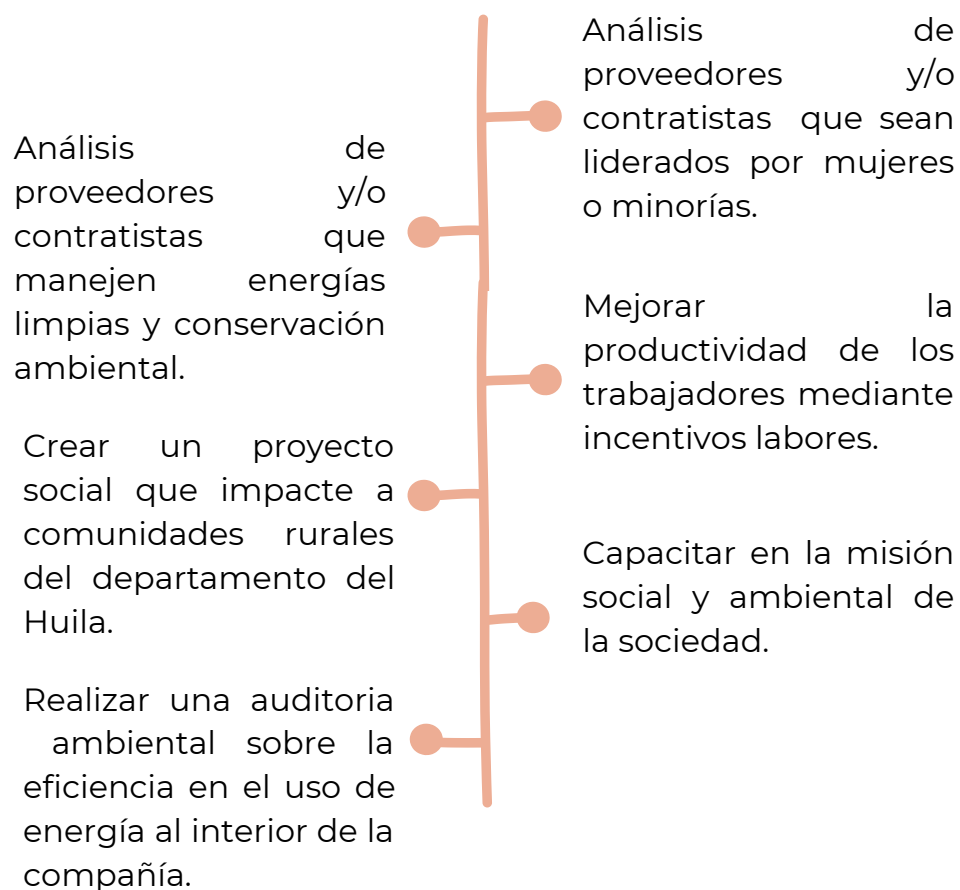 Análisis de
proveedores y/o
contratistas que sean
liderados por mujeres
o minorías.
Análisis de
proveedores y/o
contratistas que
manejen energías
limpias y conservación
ambiental.
Mejorar la
productividad de los
trabajadores mediante
incentivos labores.
Crear un proyecto
social que impacte a
comunidades rurales
del departamento del
Huila.
Capacitar en la misión
social y ambiental de
la sociedad.
Realizar una auditoria
ambiental sobre la
eficiencia en el uso de
energía al interior de la
compañía.